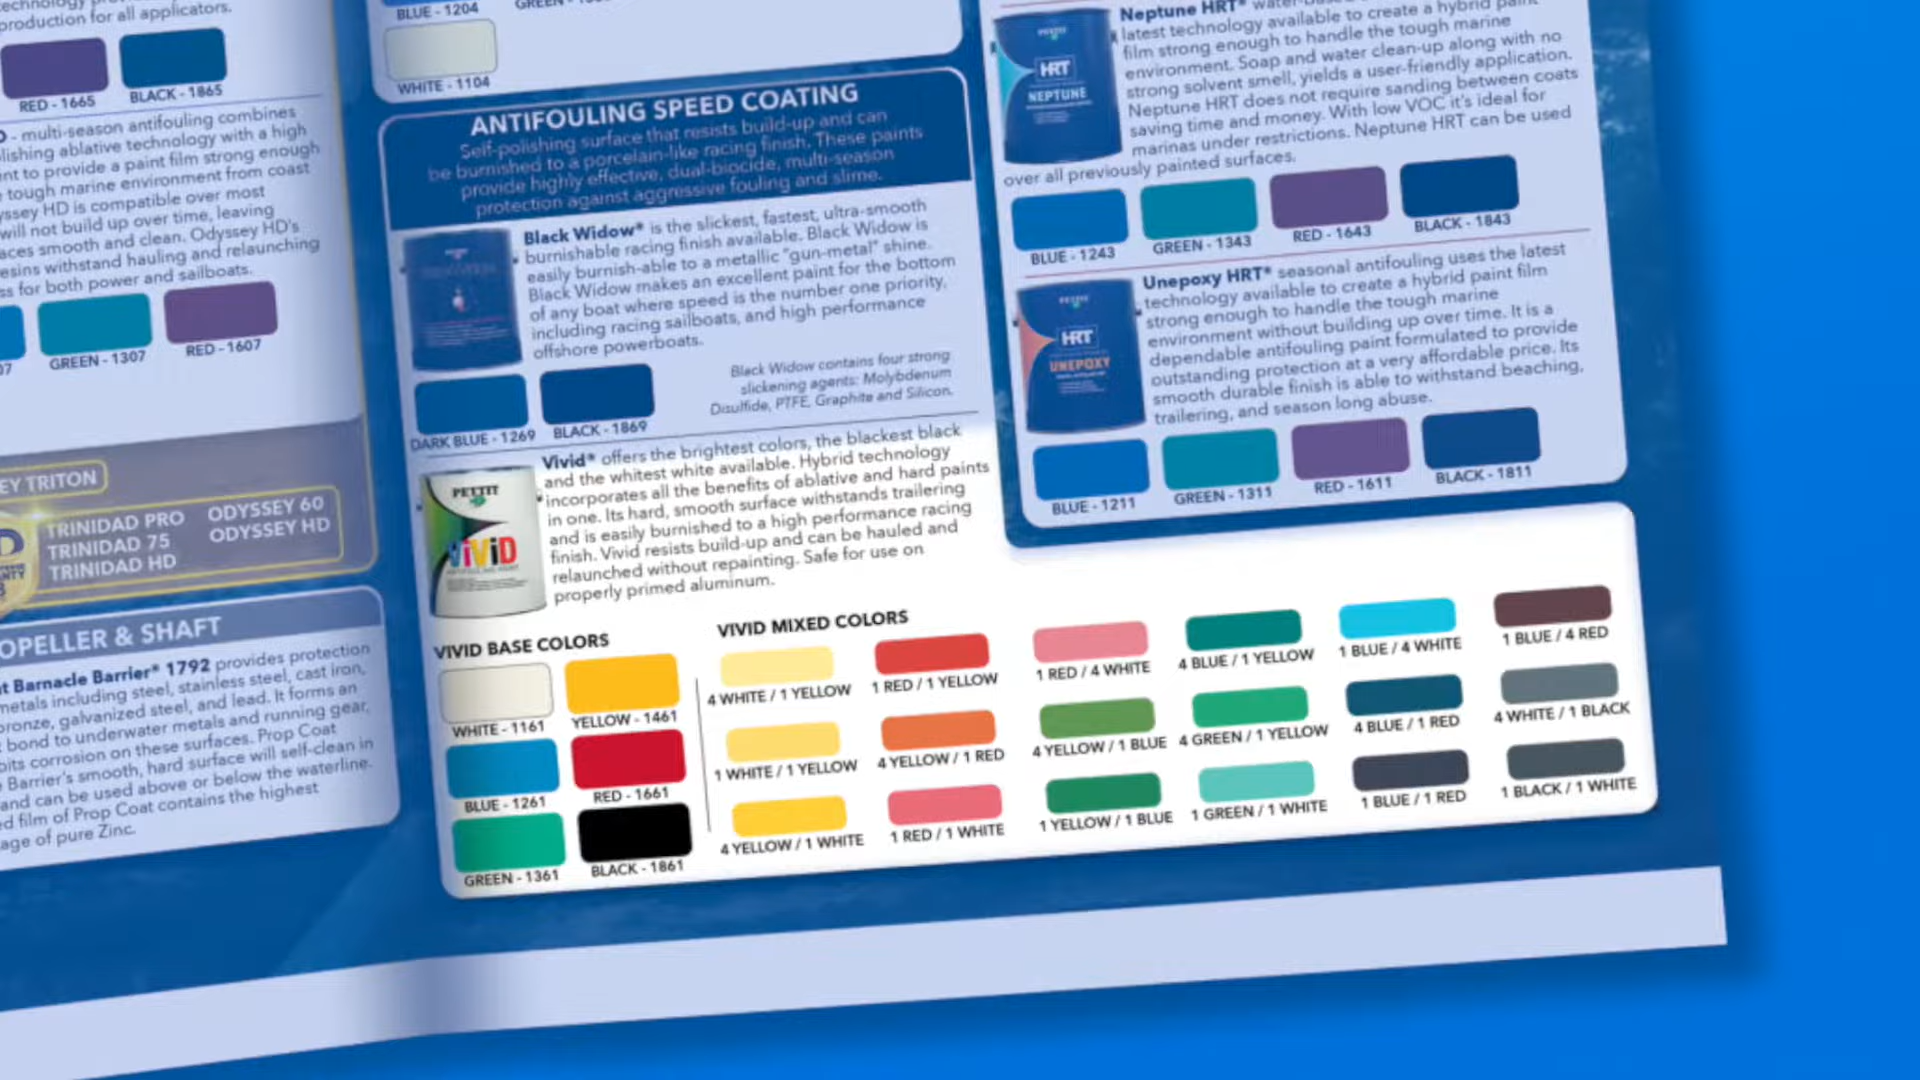 production for all applicators.
RED - 1665
BLACK - 1865
- multi-season antifouling combines
ablative technology with a high
to provide a paint film strong enough
tough marine environment from coast
HD is compatible over most
will not build up over time, leaving
smooth and clean. Odyssey HD's
withstand hauling and relaunching
for both power and sailboats.
GREEN - 1307
RED - 1607
TRITON
TRINIDAD PRO
TRINIDAD 75
TRINIDAD HD
ODYSSEY 60
ODYSSEY HD
& SHAFT
Barnacle Barrier® 1792 provides protection
metals including steel, stainless steel, cast iron,
bronze, galvanized steel, and lead. It forms an
bond to underwater metals and running gear,
corrosion on these surfaces. Prop Coat
Barrier's smooth, hard surface will self-clean in
and can be used above or below the waterline.
film of Prop Coat contains the highest
of pure Zinc.
BLUE - 1204
WHITE - 1104
ANTIFOULING SPEED COATING
Self-polishing surface that resists build-up and can
be burnished to a porcelain-like racing finish. These paints
provide highly effective, dual-biocide, multi-season
protection against aggressive fouling and slime.
Black Widow® is the slickest, fastest, ultra-smooth
burnishable racing finish available. Black Widow is
easily burnish-able to a metallic "gun-metal" shine.
Black Widow makes an excellent paint for the bottom
of any boat where speed is the number one priority,
including racing sailboats, and high performance
offshore powerboats.
Black Widow contains four strong
slickening agents: Molybdenum
Disulfide, PTFE, Graphite and Silicon.
DARK BLUE - 1269
BLACK - 1869
Vivid® offers the brightest colors, the blackest black
and the whitest white available. Hybrid technology
incorporates all the benefits of ablative and hard paints
in one. Its hard, smooth surface withstands trailering
and is easily burnished to a high performance racing
finish. Vivid resists build-up and can be hauled and
relaunched without repainting. Safe for use on
properly primed aluminum.
PETTIT
ViViD
VIVID BASE COLORS
WHITE - 1161
YELLOW - 1461
BLUE - 1261
RED - 1661
GREEN - 1361
BLACK - 1861
VIVID MIXED COLORS
4 WHITE / 1 YELLOW
1 RED / 1 YELLOW
1 RED / 4 WHITE
4 BLUE / 1 YELLOW
1 BLUE / 4 WHITE
1 BLUE / 4 RED
1 WHITE / 1 YELLOW
4 YELLOW / 1 RED
4 YELLOW / 1 BLUE
4 GREEN / 1 YELLOW
4 BLUE / 1 RED
4 WHITE / 1 BLACK
4 YELLOW / 1 WHITE
1 RED / 1 WHITE
1 YELLOW / 1 BLUE
1 GREEN / 1 WHITE
1 BLUE / 1 RED
1 BLACK / 1 WHITE
Neptune HRT®
latest technology available to create a hybrid paint
film strong enough to handle the tough marine
environment. Soap and water clean-up along with no
strong solvent smell, yields a user-friendly application.
Neptune HRT does not require sanding between coats
saving time and money. With low VOC it's ideal for
marinas under restrictions. Neptune HRT can be used
over all previously painted surfaces.
PETTIT
HRT
NEPTUNE
BLUE - 1243
GREEN - 1343
RED - 1643
BLACK - 1843
Unepoxy HRT® seasonal antifouling uses the latest
technology available to create a hybrid paint film
strong enough to handle the tough marine
environment without building up over time. It is a
dependable antifouling paint formulated to provide
outstanding protection at a very affordable price. Its
smooth durable finish is able to withstand beaching,
trailering, and season long abuse.
HRT
UNEPOXY
BLUE - 1211
GREEN - 1311
RED - 1611
BLACK - 1811